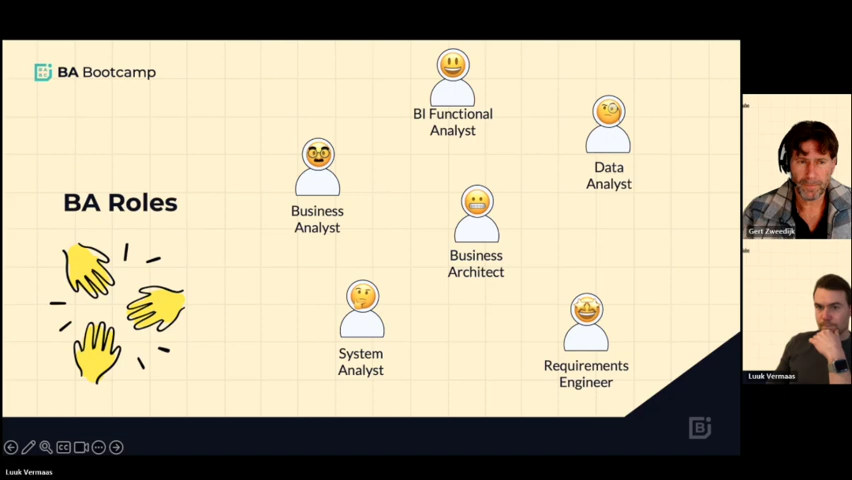 BA Bootcamp
BI Functional
Analyst
Data
Analyst
Business
Analyst
BA Roles
Business
Architect
System
Analyst
Requirements
Engineer
Gert Zweedijk
Luuk Vermaas
CC
Luuk Vermaas